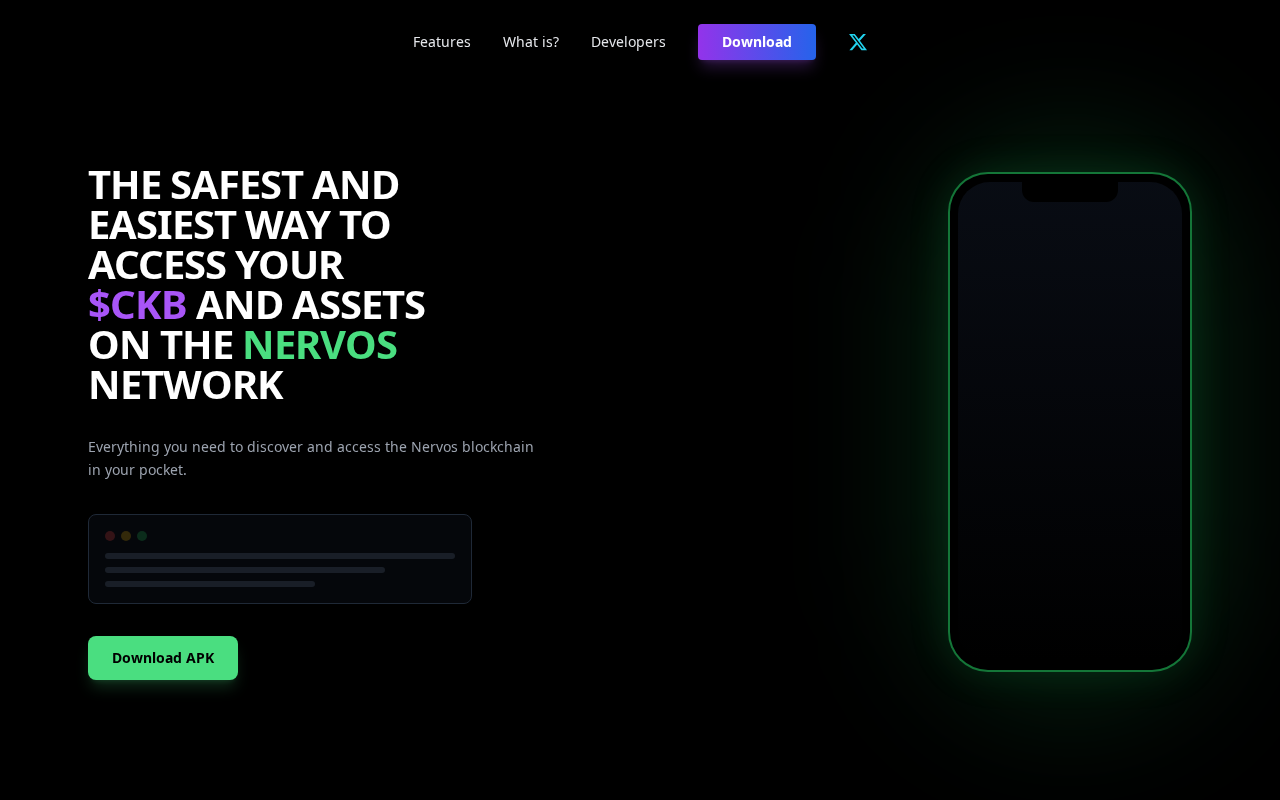 Features
What is?
Developers
Download
THE SAFEST AND
EASIEST WAY TO
ACCESS YOUR
$CKB AND ASSETS
ON THE NERVOS
NETWORK
Everything you need to discover and access the Nervos blockchain
in your pocket.
Download APK